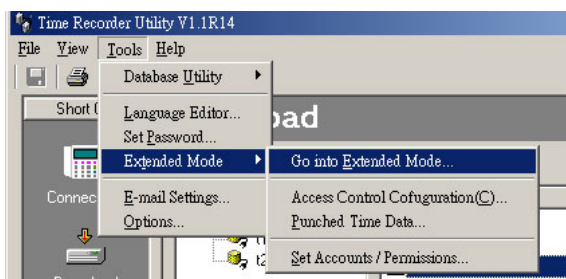 Time Recorder Utility V1.1R14
File View Tools Help
Database Utility
Short
Language Editor...
Set Password...
Extended Mode
Go into Extended Mode...
Connec
E-mail Settings...
Access Control Cofuguration(C)...
Options...
Punched Time Data...
Set Accounts / Permissions...